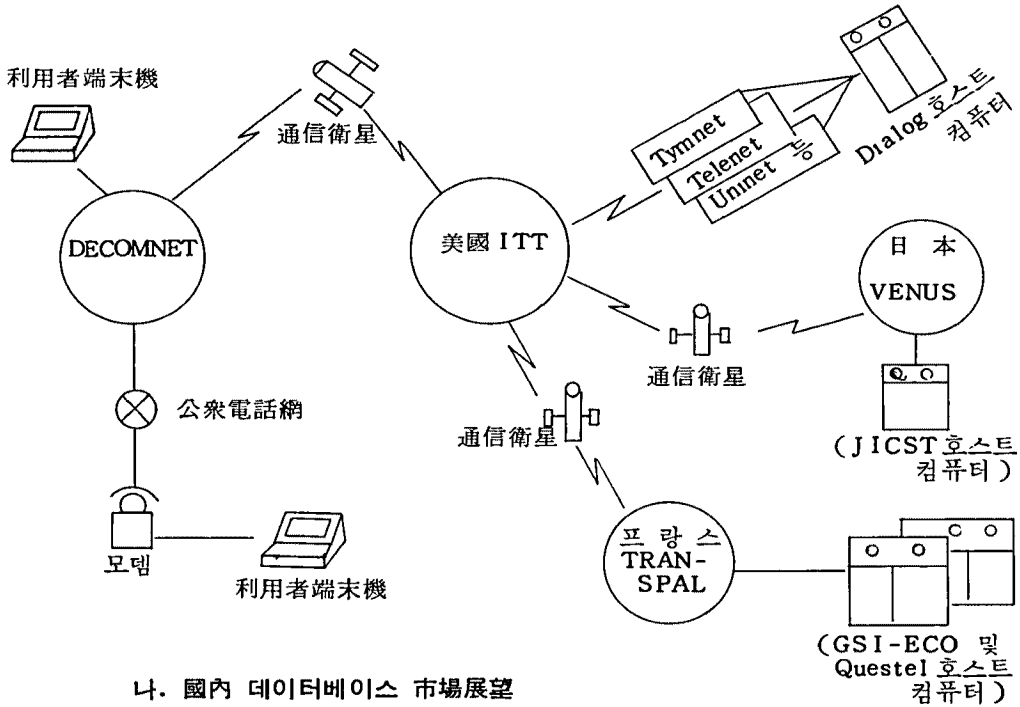 利用者端末機
通信衛星
DECOMNET
公衆電話網
모뎀
利用者端末機
美國 ITT
Tymnet
Telenet
Uninet 등
Dialog 호스트
컴퓨터
通信衛星
日 本
VENUS
(JICST 호스트
컴퓨터)
通信衛星
프 랑 스
TRAN-
SPAL
(GSI-ECO 및
Questel 호스트
컴퓨터)
나. 國內 데이터베이스 市場展望